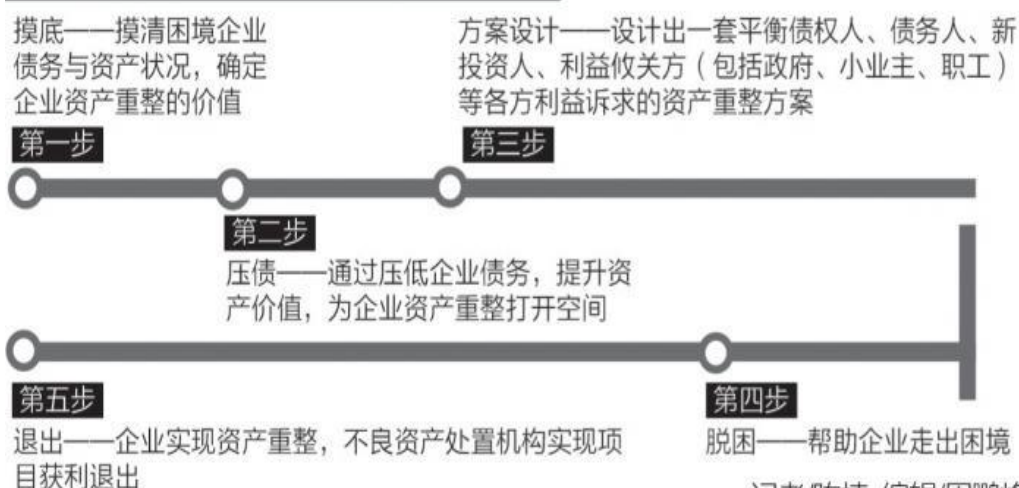 摸底——摸清困境企业
债务与资产状况，确定
企业资产重整的价值
第一步
方案设计——设计出一套平衡债权人、债务人、新
投资人、利益攸关方（包括政府、小业主、职工）
等各方利益诉求的资产重整方案
第三步
第二步
压债——通过压低企业债务，提升资
产价值，为企业资产重整打开空间
第五步
退出——企业实现资产重整，不良资产处置机构实现项
目获利退出
第四步
脱困——帮助企业走出困境